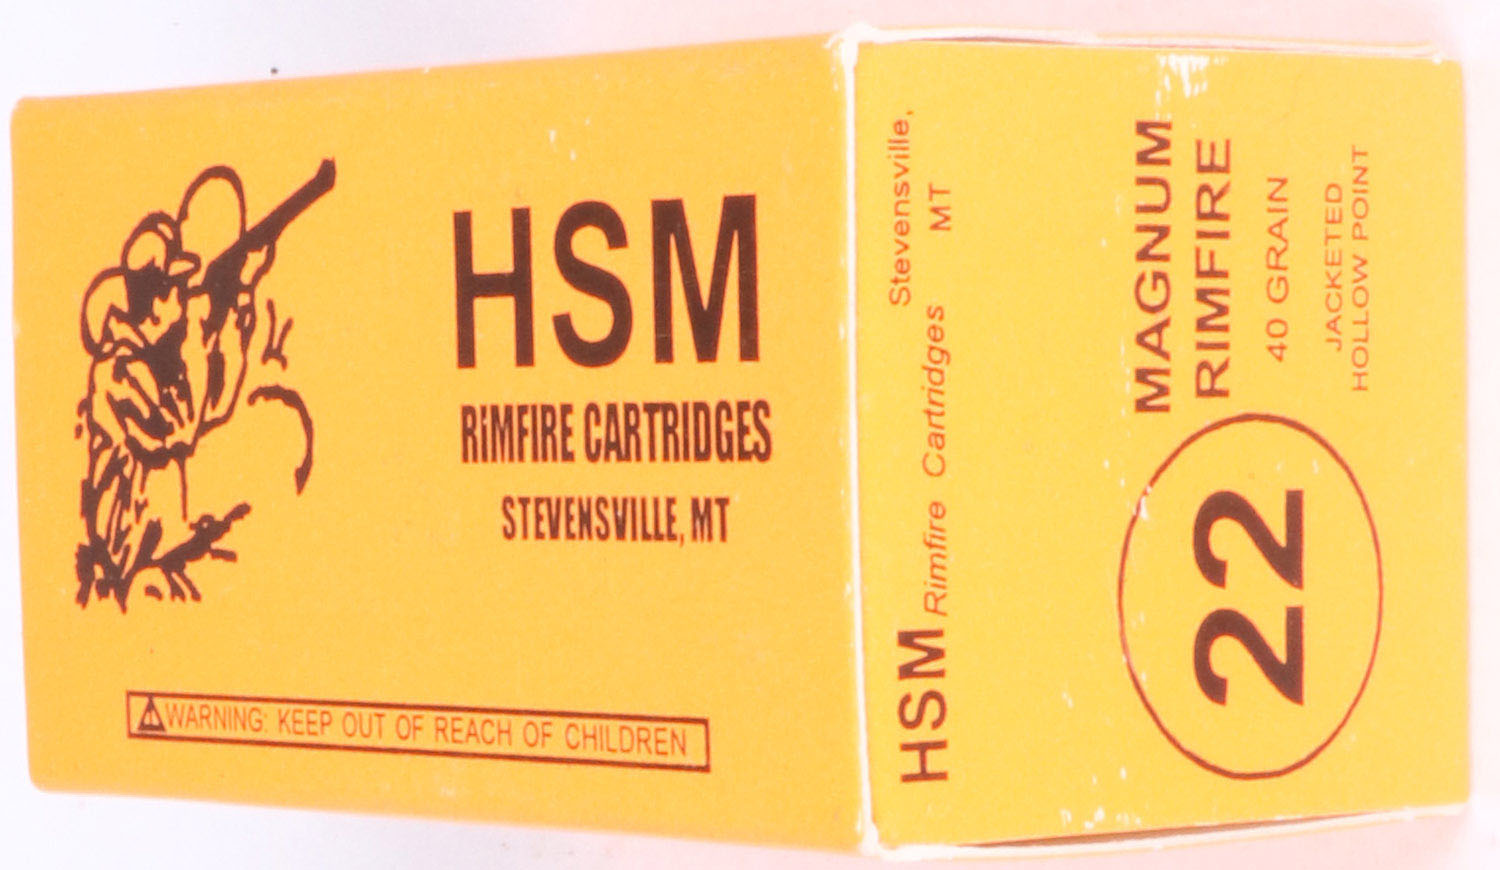 HSM
RiMFIRE CARTRIDGES
STEVENSVILLE, MT
WARNING: KEEP OUT OF REACH OF CHILDREN
HSM Rimfire Cartridges Stevensville, MT
22
MAGNUM
RIMFIRE
40 GRAIN
JACKETED
HOLLOW POINT